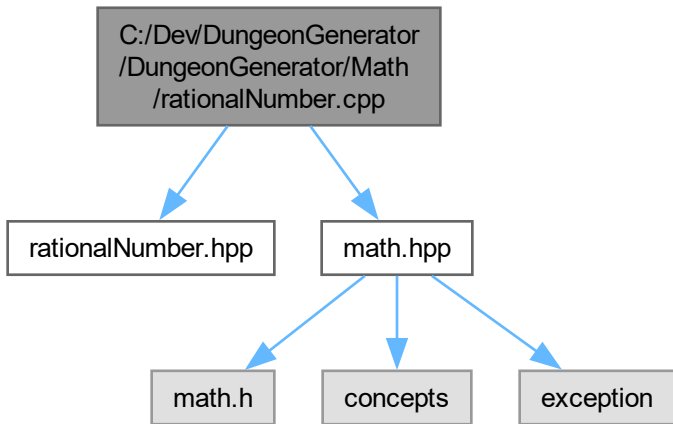 C:/Dev/DungeonGenerator
/DungeonGenerator/Math
/rationalNumber.cpp
rationalNumber.hpp
math.hpp
math.h
concepts
exception